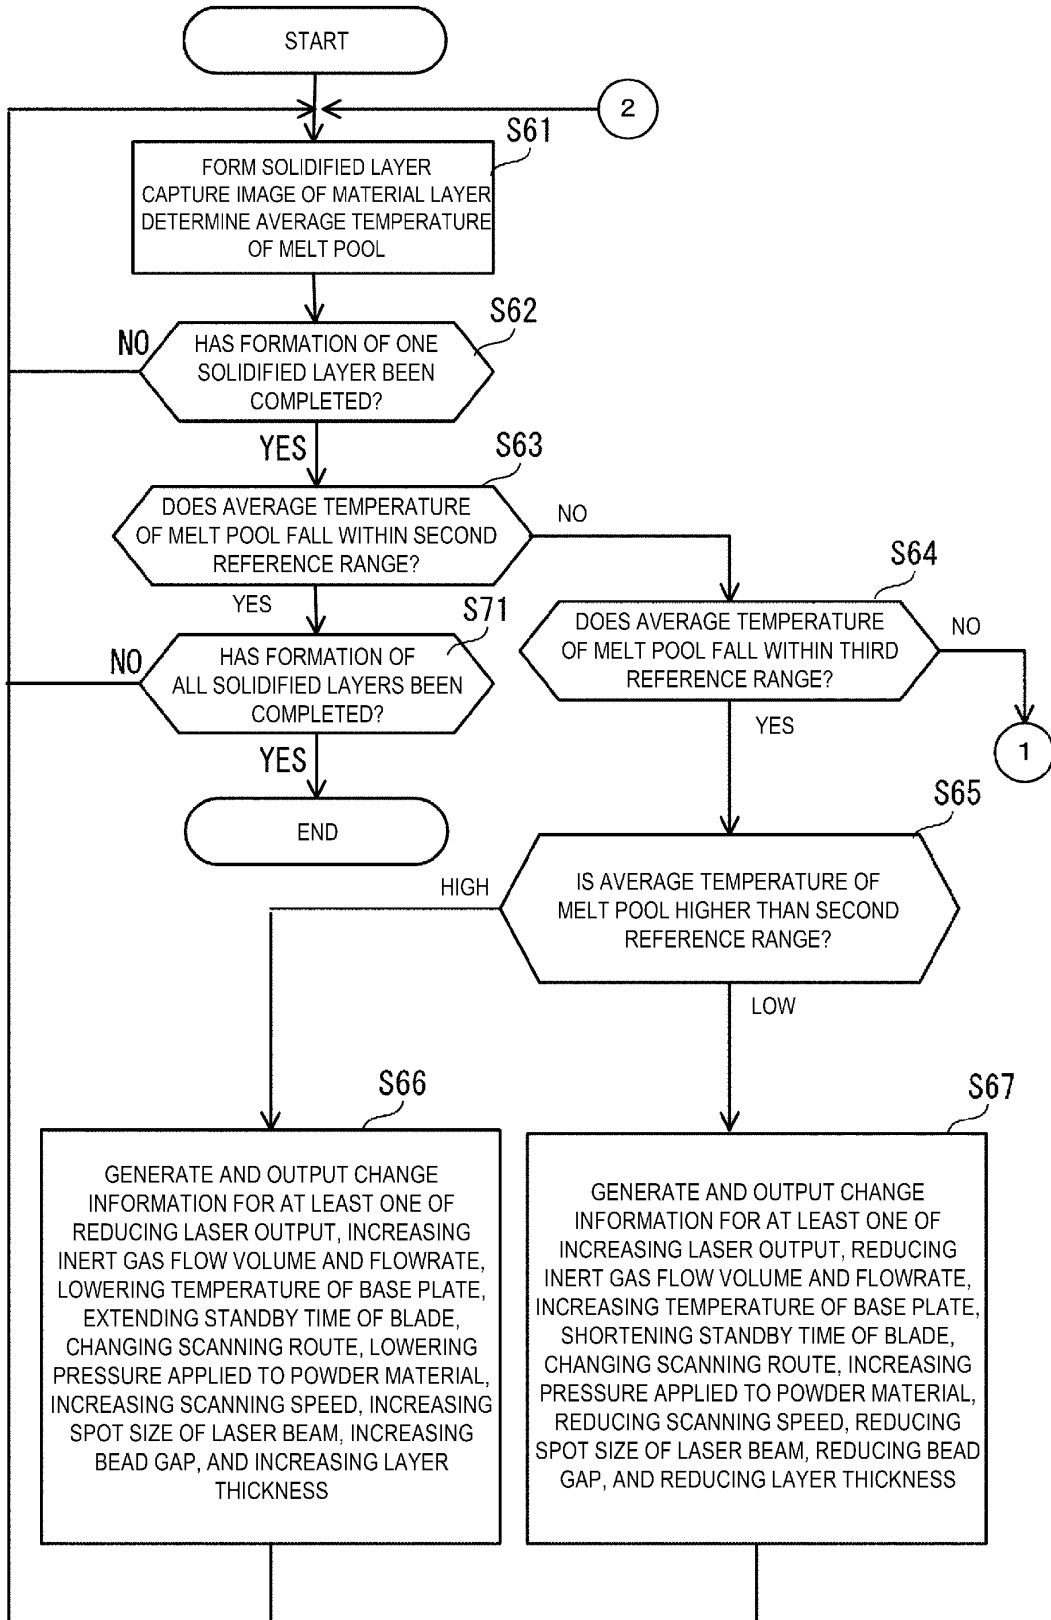 START
2
S61
FORM SOLIDIFIED LAYER
CAPTURE IMAGE OF MATERIAL LAYER
DETERMINE AVERAGE TEMPERATURE
OF MELT POOL
S62
NO
HAS FORMATION OF ONE
SOLIDIFIED LAYER BEEN
COMPLETED?
YES
S63
DOES AVERAGE TEMPERATURE
OF MELT POOL FALL WITHIN SECOND
REFERENCE RANGE?
NO
YES
S64
DOES AVERAGE TEMPERATURE
OF MELT POOL FALL WITHIN THIRD
REFERENCE RANGE?
NO
YES
1
S71
NO
HAS FORMATION OF
ALL SOLIDIFIED LAYERS BEEN
COMPLETED?
YES
END
S65
HIGH
IS AVERAGE TEMPERATURE OF
MELT POOL HIGHER THAN SECOND
REFERENCE RANGE?
LOW
S66
GENERATE AND OUTPUT CHANGE
INFORMATION FOR AT LEAST ONE OF
REDUCING LASER OUTPUT, INCREASING
INERT GAS FLOW VOLUME AND FLOWRATE,
LOWERING TEMPERATURE OF BASE PLATE,
EXTENDING STANDBY TIME OF BLADE,
CHANGING SCANNING ROUTE, LOWERING
PRESSURE APPLIED TO POWDER MATERIAL,
INCREASING SCANNING SPEED, INCREASING
SPOT SIZE OF LASER BEAM, INCREASING
BEAD GAP, AND INCREASING LAYER
THICKNESS
S67
GENERATE AND OUTPUT CHANGE
INFORMATION FOR AT LEAST ONE OF
INCREASING LASER OUTPUT, REDUCING
INERT GAS FLOW VOLUME AND FLOWRATE,
INCREASING TEMPERATURE OF BASE PLATE,
SHORTENING STANDBY TIME OF BLADE,
CHANGING SCANNING ROUTE, INCREASING
PRESSURE APPLIED TO POWDER MATERIAL,
REDUCING SCANNING SPEED, REDUCING
SPOT SIZE OF LASER BEAM, REDUCING BEAD
GAP, AND REDUCING LAYER THICKNESS